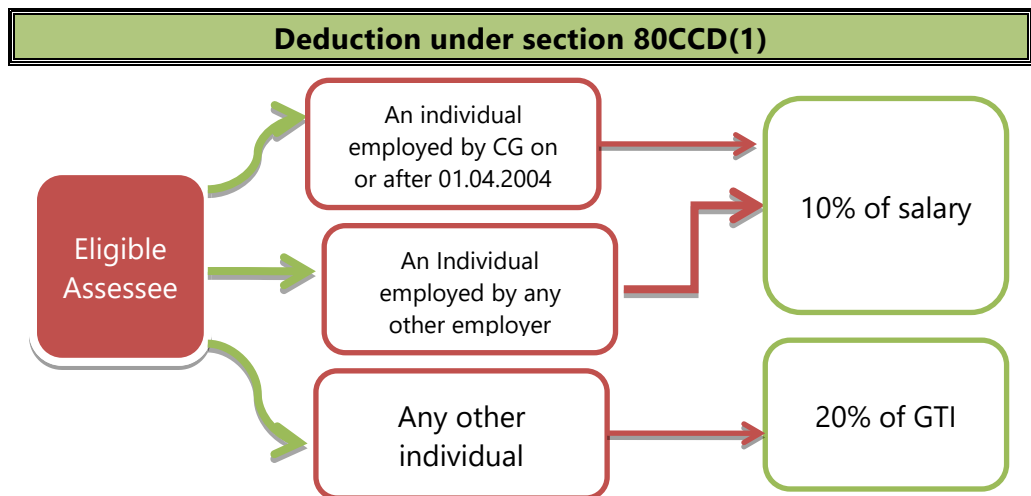 Deduction under section 80CCD(1)
An individual
employed by CG on
or after 01.04.2004
10% of salary
Eligible
Assessee
An Individual
employed by any
other employer
Any other
individual
20% of GTI